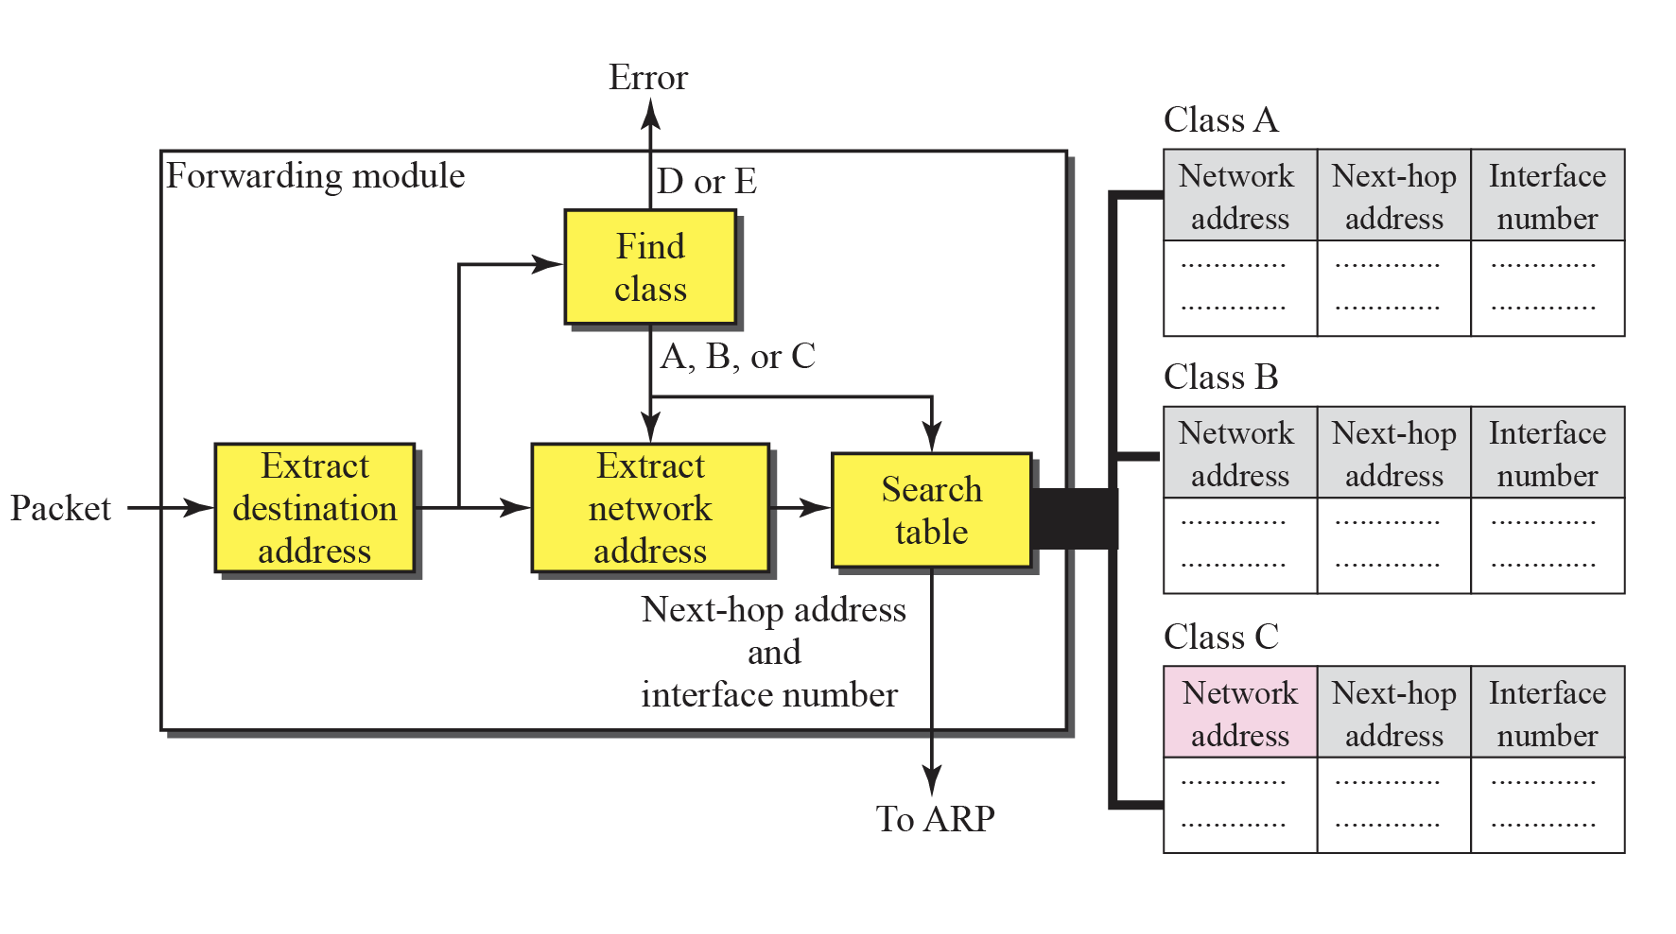 Error
Forwarding module
D or E
Find
class
A, B, or C
Packet
Extract
destination
address
Extract
network
address
Search
table
Next-hop address
and
interface number
To ARP
Class A
Network
address
Next-hop
address
Interface
number
.............
.............
.............
.............
.............
.............
Class B
Network
address
Next-hop
address
Interface
number
.............
.............
.............
.............
.............
.............
Class C
Network
address
Next-hop
address
Interface
number
.............
.............
.............
.............
.............
.............